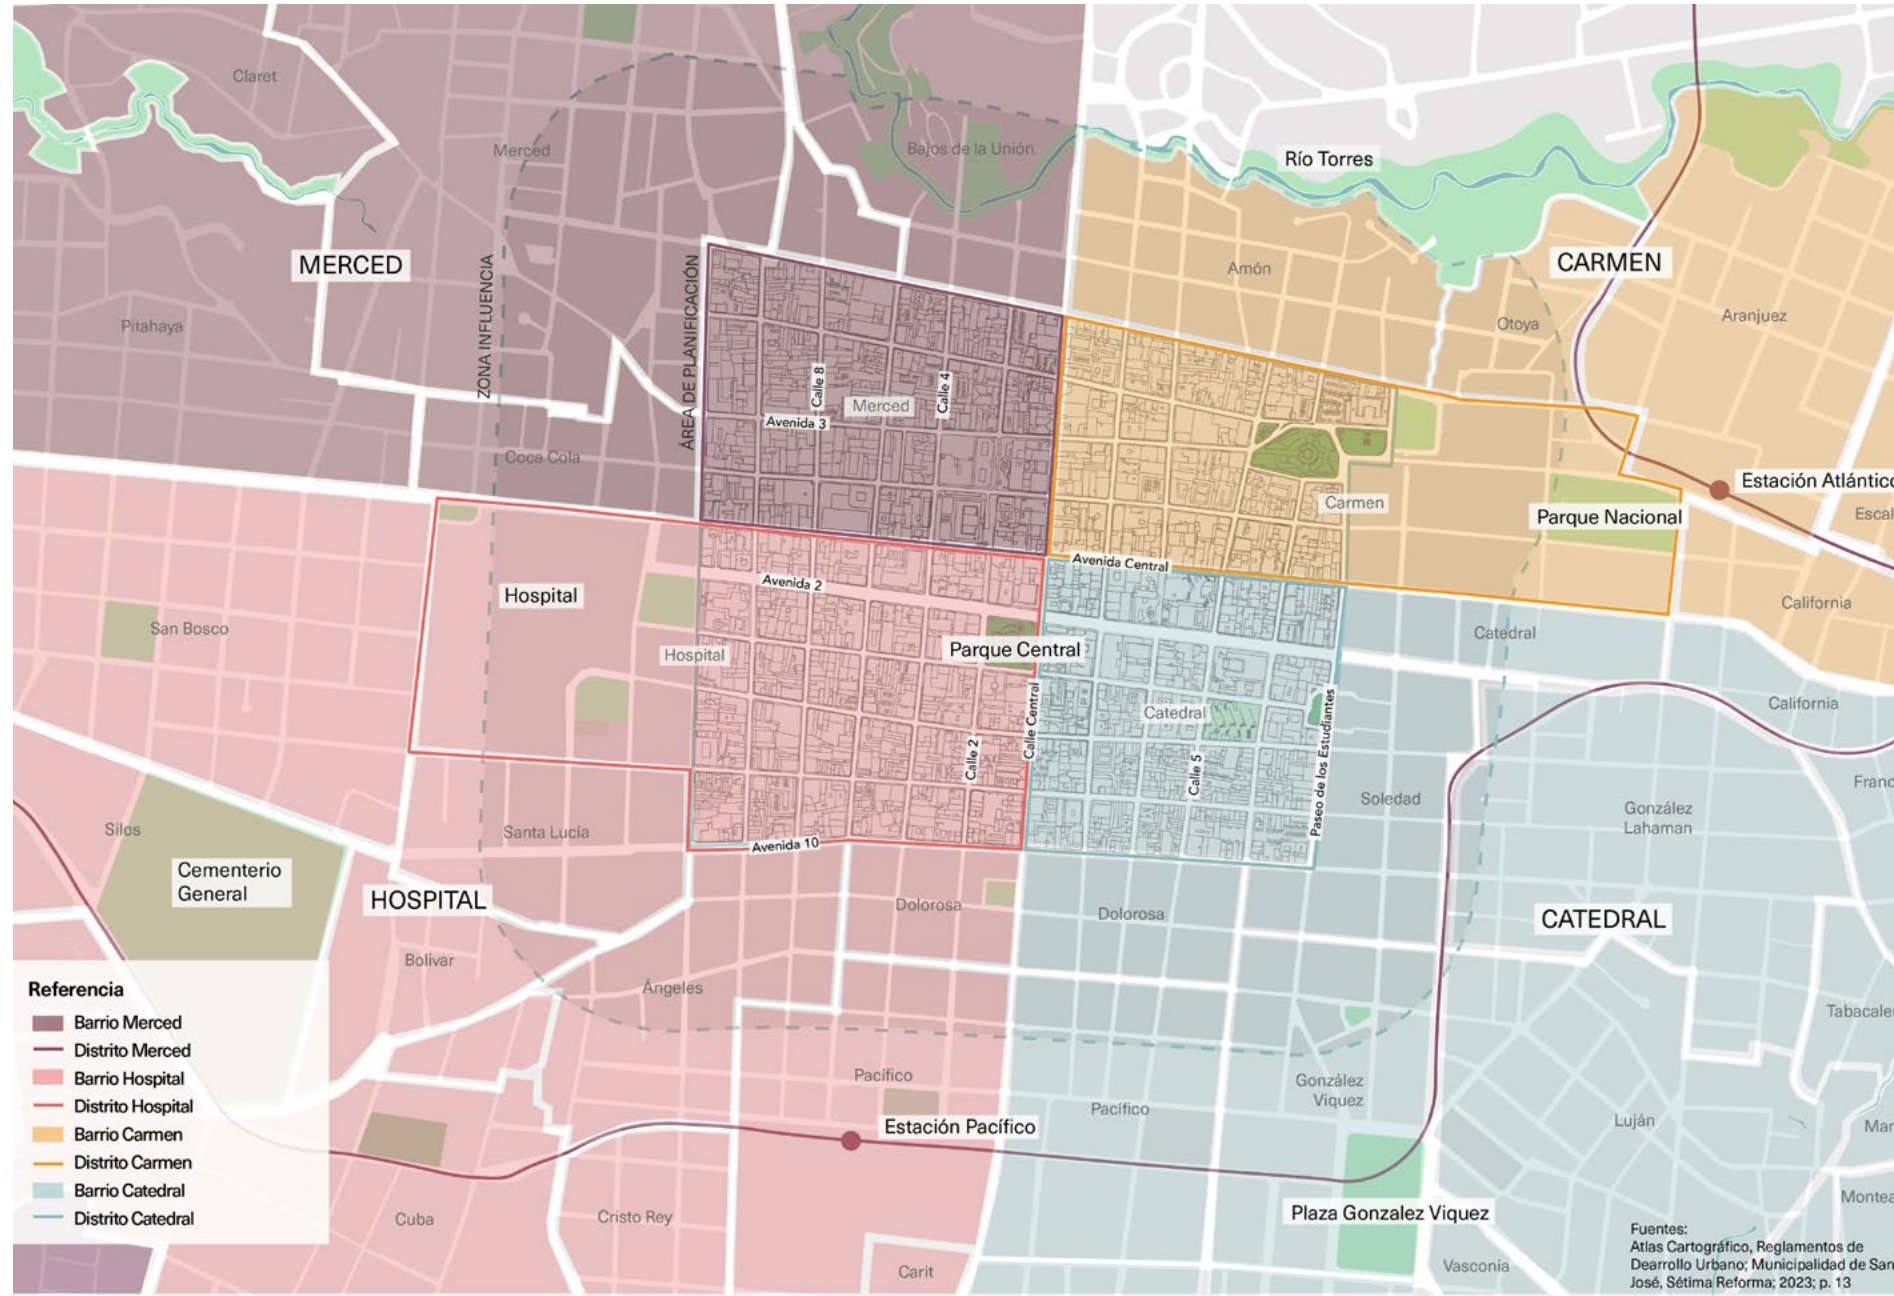 Claret
Merced
Bajos de la Unión
Río Torres
MERCED
CARMEN
Amón
Pitahaya
ZONA INFLUENCIA
ÁREA DE PLANIFICACIÓN
Otoya
Aranjuez
Calle 8
Calle 4
Merced
Avenida 3
Coca Cola
Carmen
Estación Atlántico
Parque Nacional
Escal
Avenida Central
Avenida 2
Hospital
California
San Bosco
Hospital
Parque Central
Catedral
Catedral
Calle Central
Paseo de los Estudiantes
California
Calle 2
Calle 5
Franc
Soledad
González
Lahaman
Silos
Santa Lucía
Avenida 10
Cementerio
General
HOSPITAL
Dolorosa
Dolorosa
CATEDRAL
Bolivar
Ángeles
Tabacaler
Referencia
Barrio Merced
Distrito Merced
Barrio Hospital
Distrito Hospital
Barrio Carmen
Distrito Carmen
Barrio Catedral
Distrito Catedral
Pacífico
Pacífico
González
Viquez
Estación Pacífico
Luján
Mar
Cuba
Cristo Rey
Plaza Gonzalez Viquez
Montea
Carit
Vasconia
Fuentes:
Atlas Cartográfico, Reglamentos de
Dearrollo Urbano; Municipalidad de San
José, Sétima Reforma; 2023; p. 13